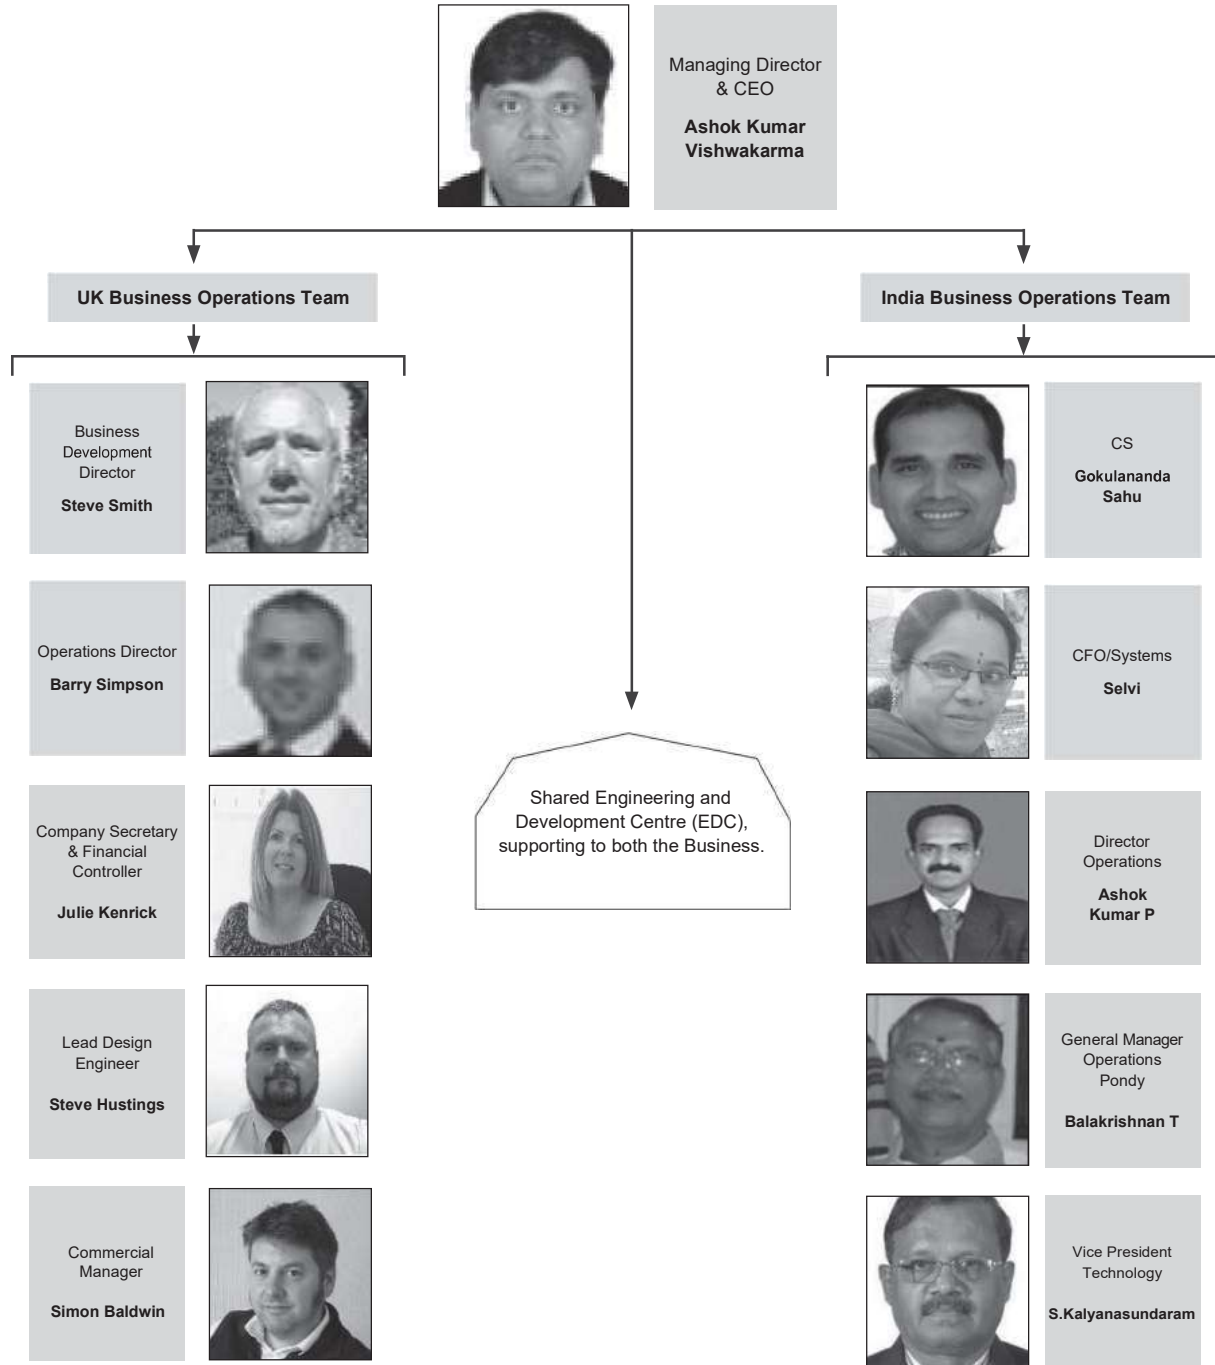 Managing Director
& CEO
Ashok Kumar
Vishwakarma
UK Business Operations Team
India Business Operations Team
Business
Development
Director
Steve Smith
Operations Director
Barry Simpson
Company Secretary
& Financial
Controller
Julie Kenrick
Lead Design
Engineer
Steve Hustings
Commercial
Manager
Simon Baldwin
Shared Engineering and
Development Centre (EDC),
supporting to both the Business.
CS
Gokulananda
Sahu
CFO/Systems
Selvi
Director
Operations
Ashok
Kumar P
General Manager
Operations
Pondy
Balakrishnan T
Vice President
Technology
S.Kalyanasundaram